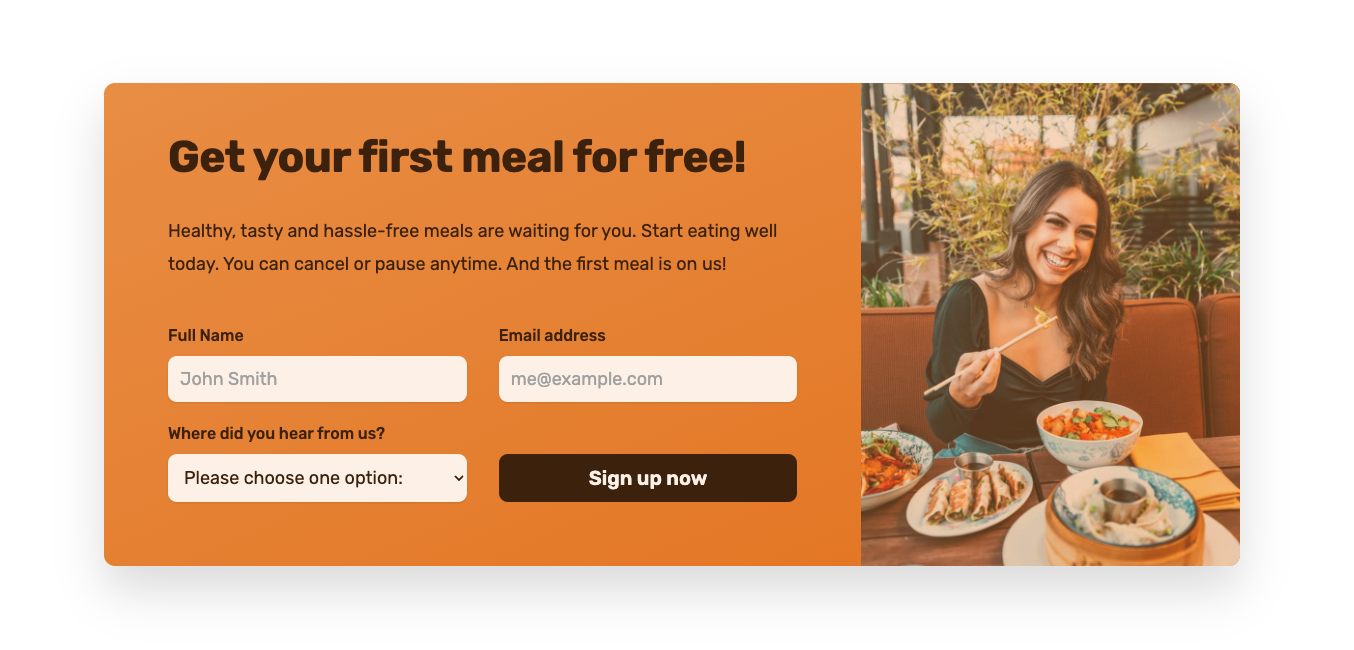 Get your first meal for free!
Healthy, tasty and hassle-free meals are waiting for you. Start eating well
today. You can cancel or pause anytime. And the first meal is on us!
Full Name
Email address
John Smith
me@example.com
Where did you hear from us?
Please choose one option:
Sign up now